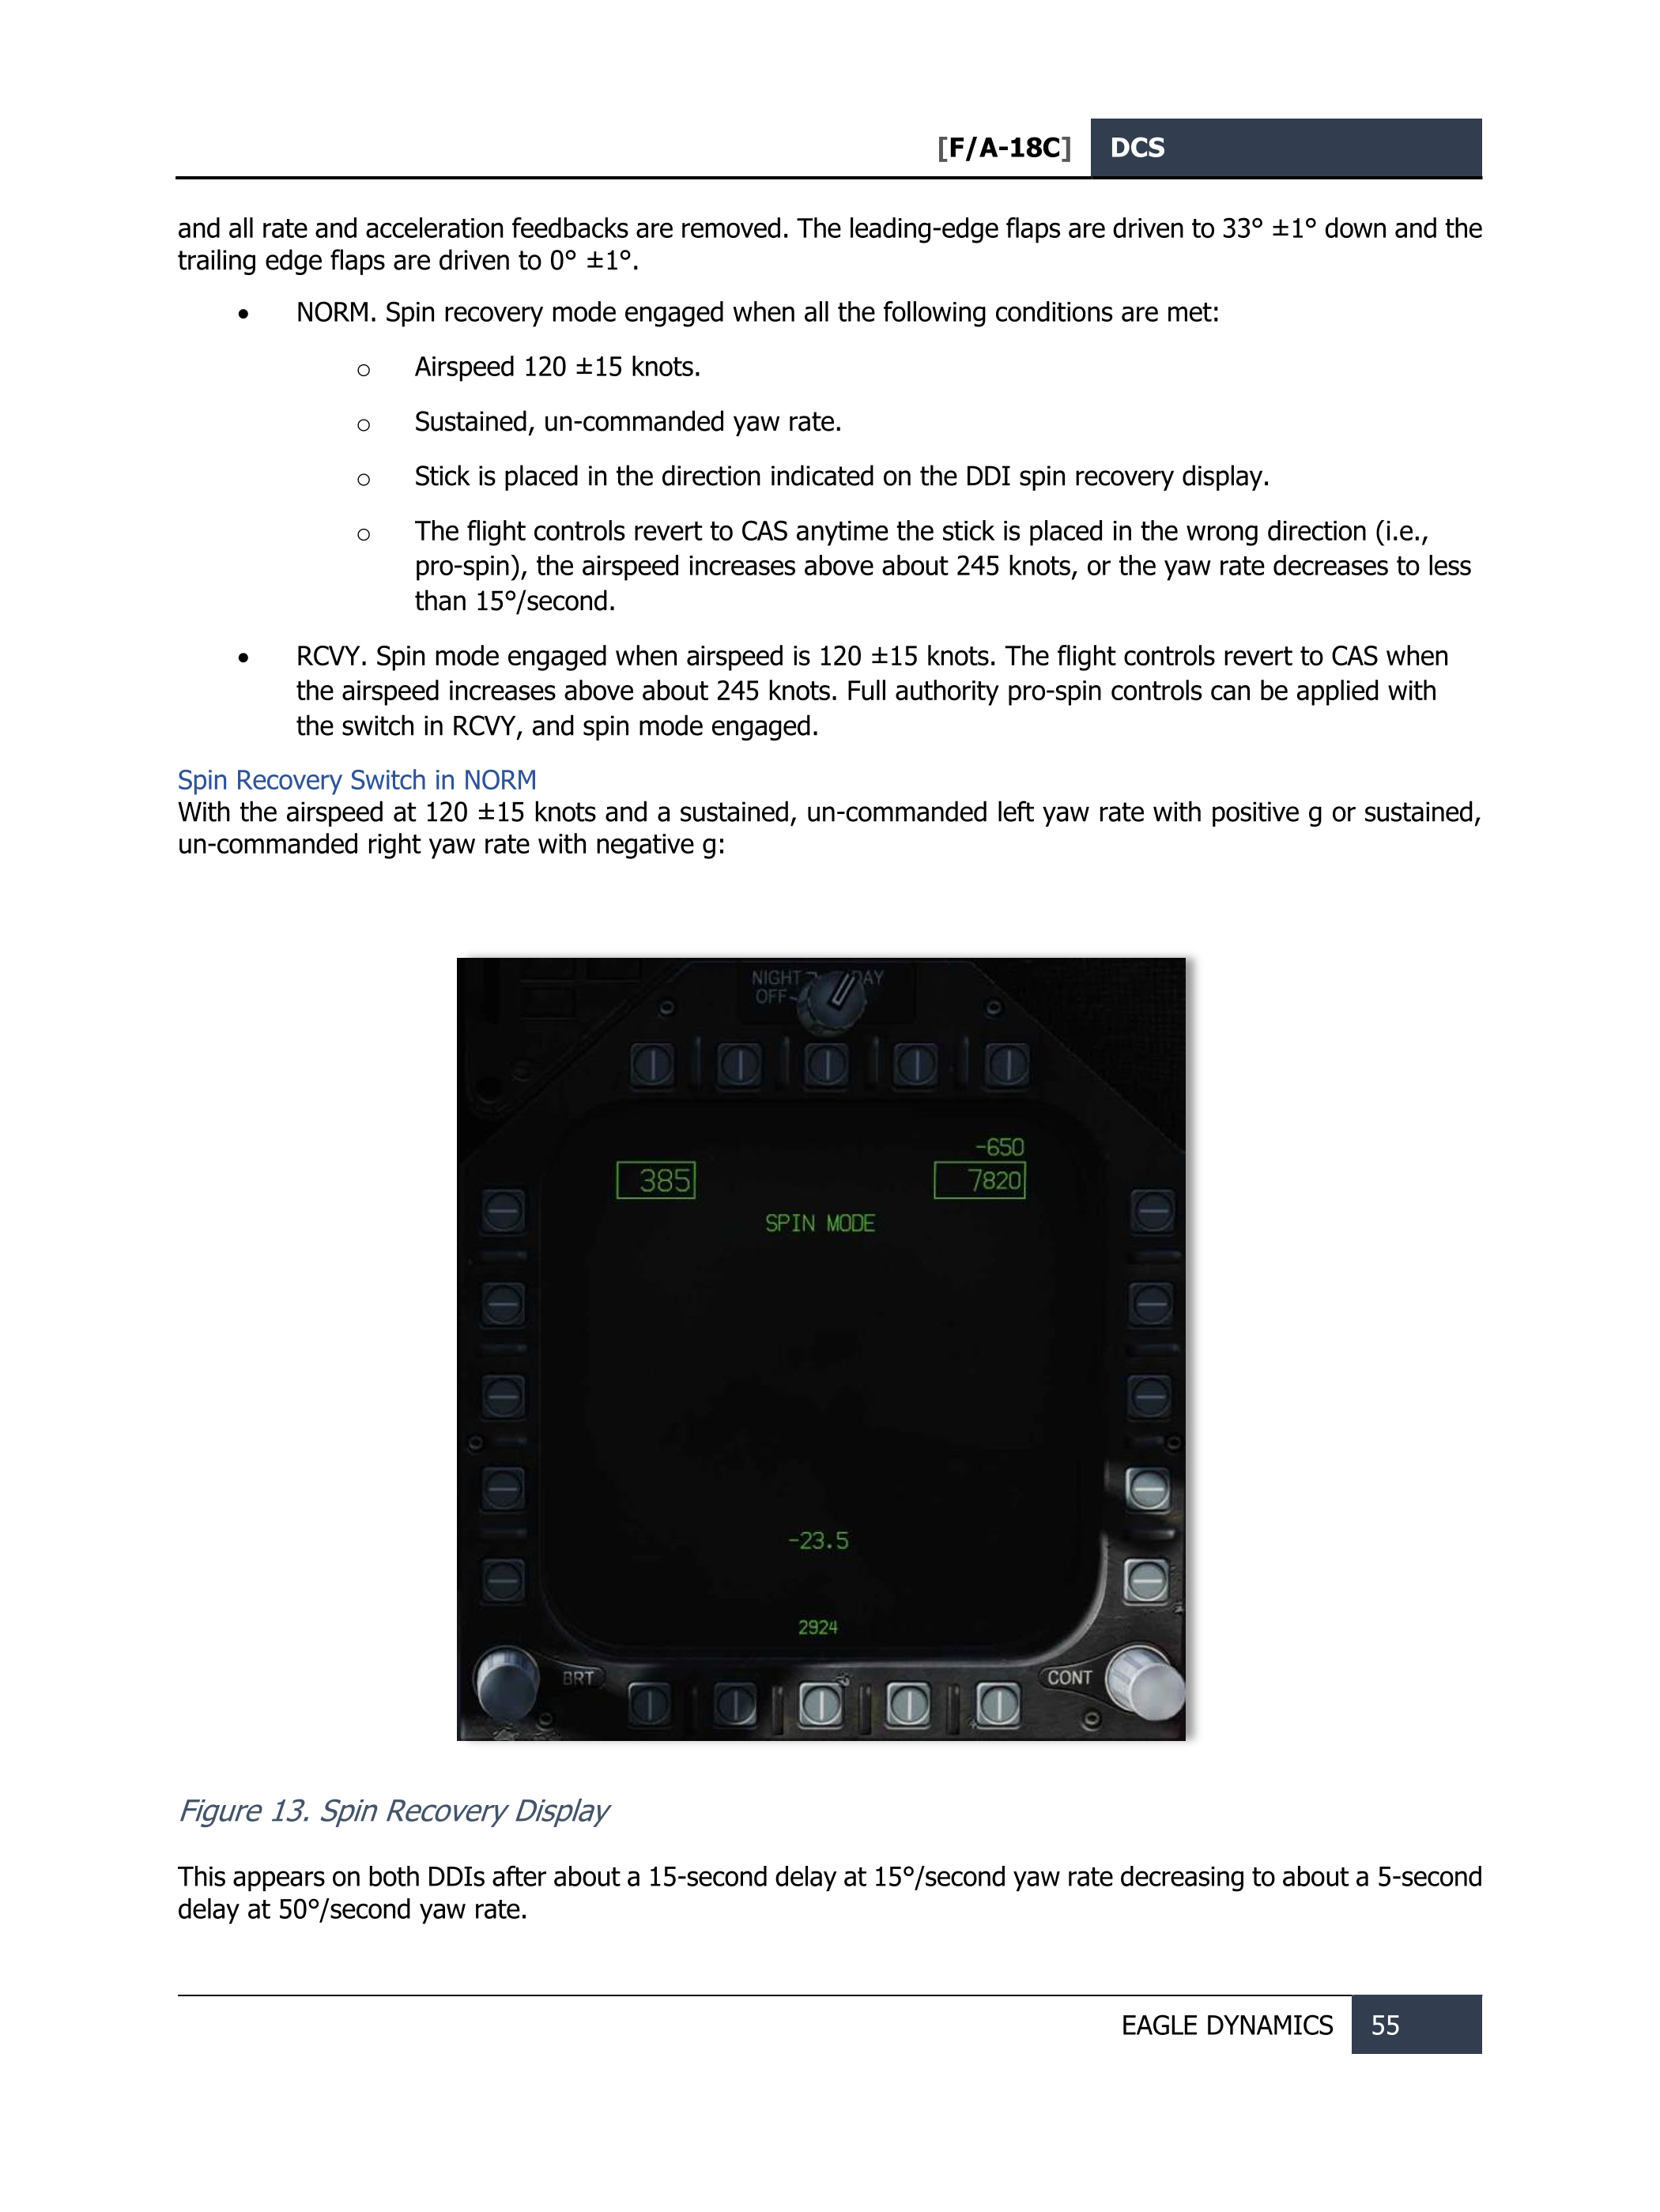 [F/A-18C] DCS
and all rate and acceleration feedbacks are removed. The leading-edge flaps are driven to 33° ±1° down and the
trailing edge flaps are driven to 0° ±1°.
• NORM. Spin recovery mode engaged when all the following conditions are met:
o Airspeed 120 ±15 knots.
o Sustained, un-commanded yaw rate.
o Stick is placed in the direction indicated on the DDI spin recovery display.
o The flight controls revert to CAS anytime the stick is placed in the wrong direction (i.e.,
pro-spin), the airspeed increases above about 245 knots, or the yaw rate decreases to less
than 15°/second.
• RCVY. Spin mode engaged when airspeed is 120 ±15 knots. The flight controls revert to CAS when
the airspeed increases above about 245 knots. Full authority pro-spin controls can be applied with
the switch in RCVY, and spin mode engaged.
Spin Recovery Switch in NORM
With the airspeed at 120 ±15 knots and a sustained, un-commanded left yaw rate with positive g or sustained,
un-commanded right yaw rate with negative g:
NIGHT DAY
OFF
-650
385 7820
SPIN MODE
-23.5
2924
BRT CONT
Figure 13. Spin Recovery Display
This appears on both DDIs after about a 15-second delay at 15°/second yaw rate decreasing to about a 5-second
delay at 50°/second yaw rate.
EAGLE DYNAMICS 55